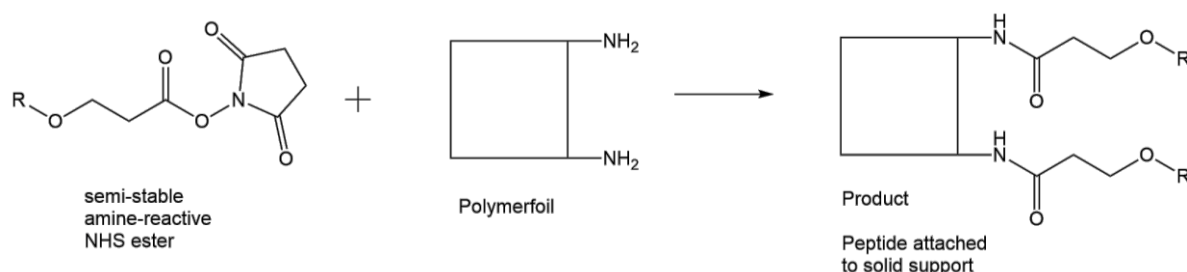 R
O
O
O
N
O
O
+
NH2
NH2
Polymerfoil
H
N
O
O
R
H
N
O
O
R
semi-stable
amine-reactive
NHS ester
Product
Peptide attached
to solid support